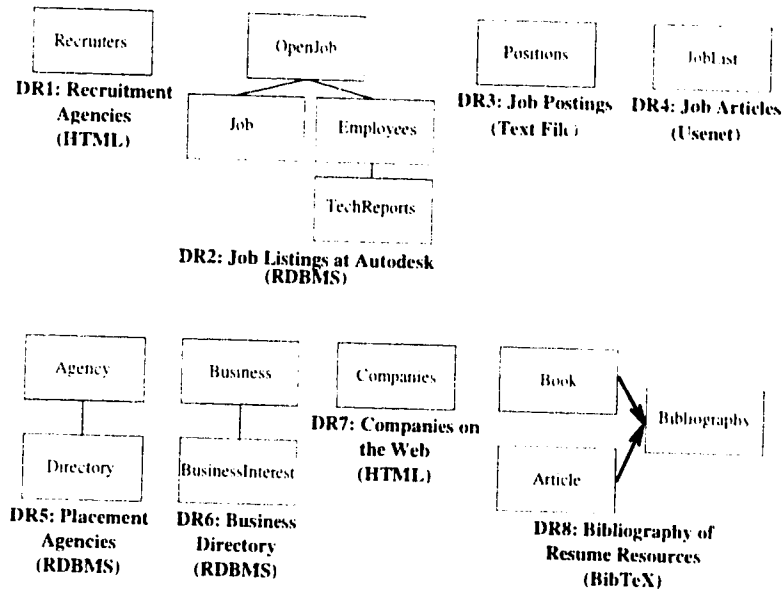 Recruiters
DR1: Recruitment
Agencies
(HTML)
OpenJob
Job
Employees
TechReports
DR2: Job Listings at Autodesk
(RDBMS)
Positions
DR3: Job Postings
(Text File)
JobList
DR4: Job Articles
(Usenet)
Agency
Directory
DR5: Placement
Agencies
(RDBMS)
Business
BusinessInterest
DR6: Business
Directory
(RDBMS)
Companies
DR7: Companies on
the Web
(HTML)
Book
Article
Bibliography
DR8: Bibliography of
Resume Resources
(BibTeX)